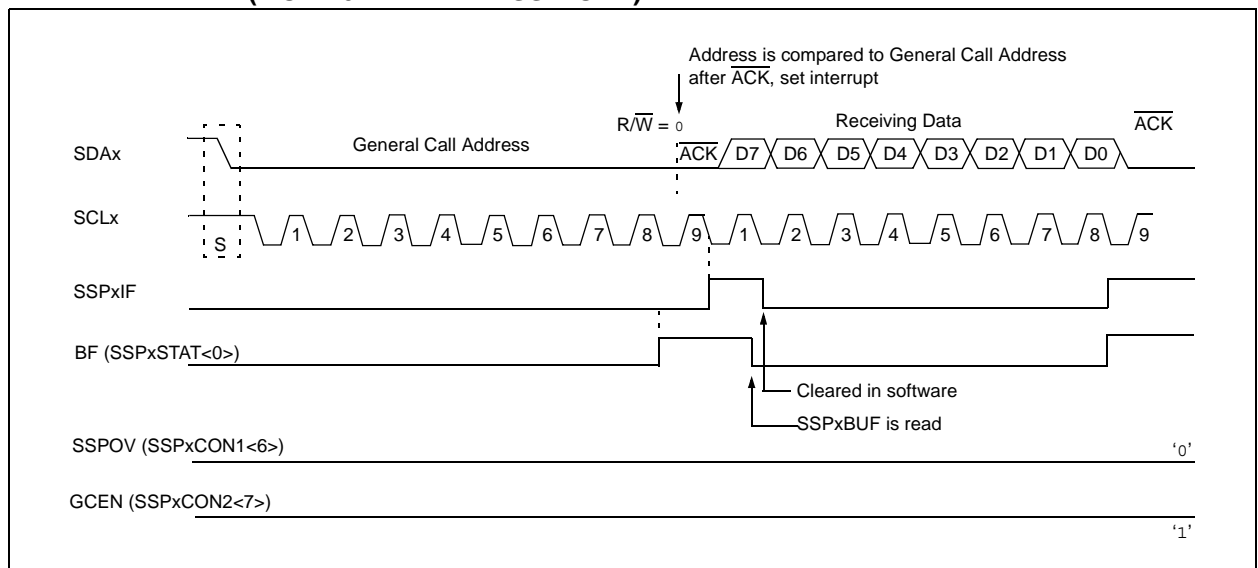 Address is compared to General Call Address
after ACK, set interrupt
R/W = 0
Receiving Data
ACK
SDAx
General Call Address
ACK D7 D6 D5 D4 D3 D2 D1 D0
SCLx
S 1 2 3 4 5 6 7 8 9 1 2 3 4 5 6 7 8 9
SSPxIF
BF (SSPxSTAT<0>)
Cleared in software
SSPxBUF is read
SSPOV (SSPxCON1<6>)
‘0’
GCEN (SSPxCON2<7>)
‘1’